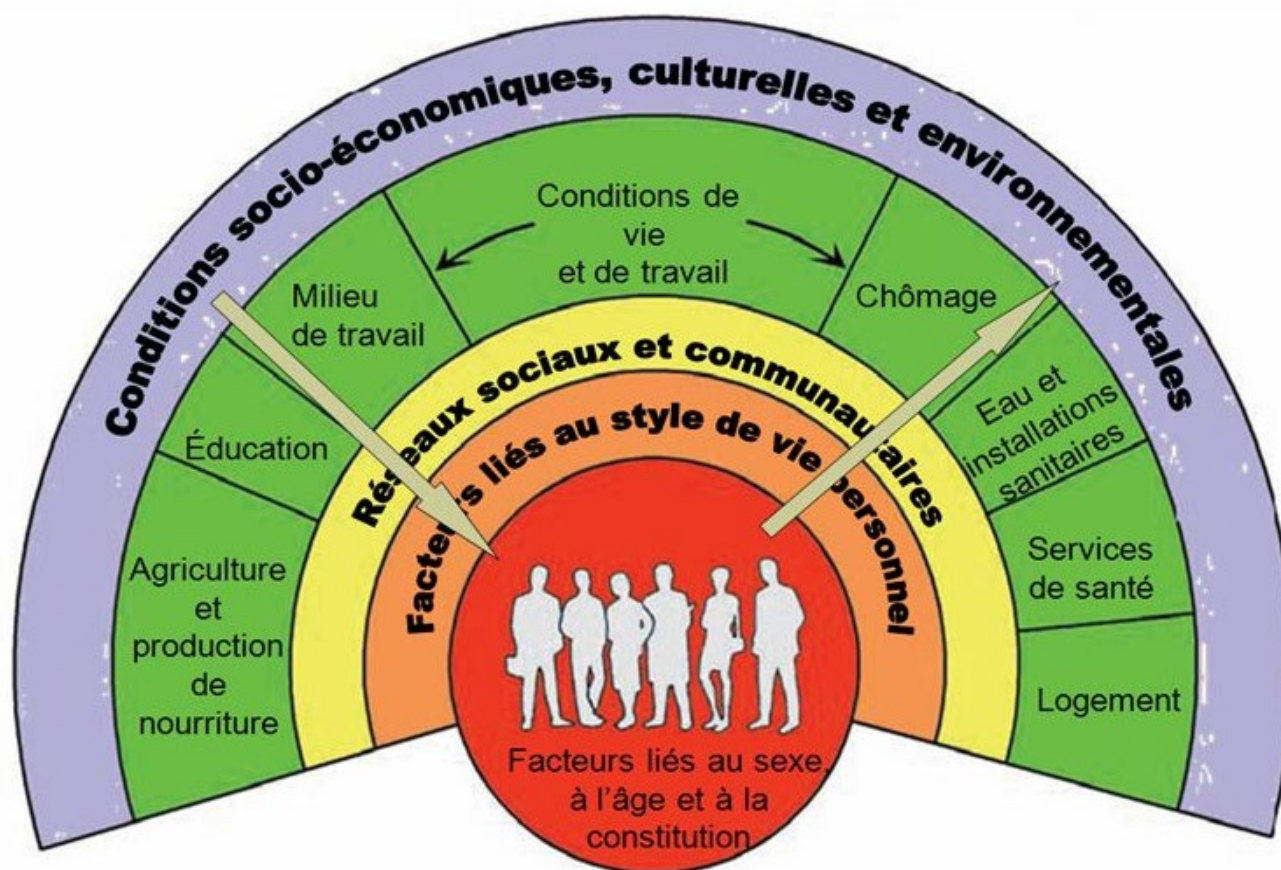 Conditions socio-économiques, culturelles et environnementales
Conditions de
vie
et de travail
Milieu
de travail
Chômage
Éducation
Eau et
installations
sanitaires
Agriculture
et
production
de
nourriture
Services
de santé
Logement
Réseaux sociaux et communautaires
Facteurs liés au style de vie personnel
Facteurs liés au sexe,
à l'âge et à la
constitution